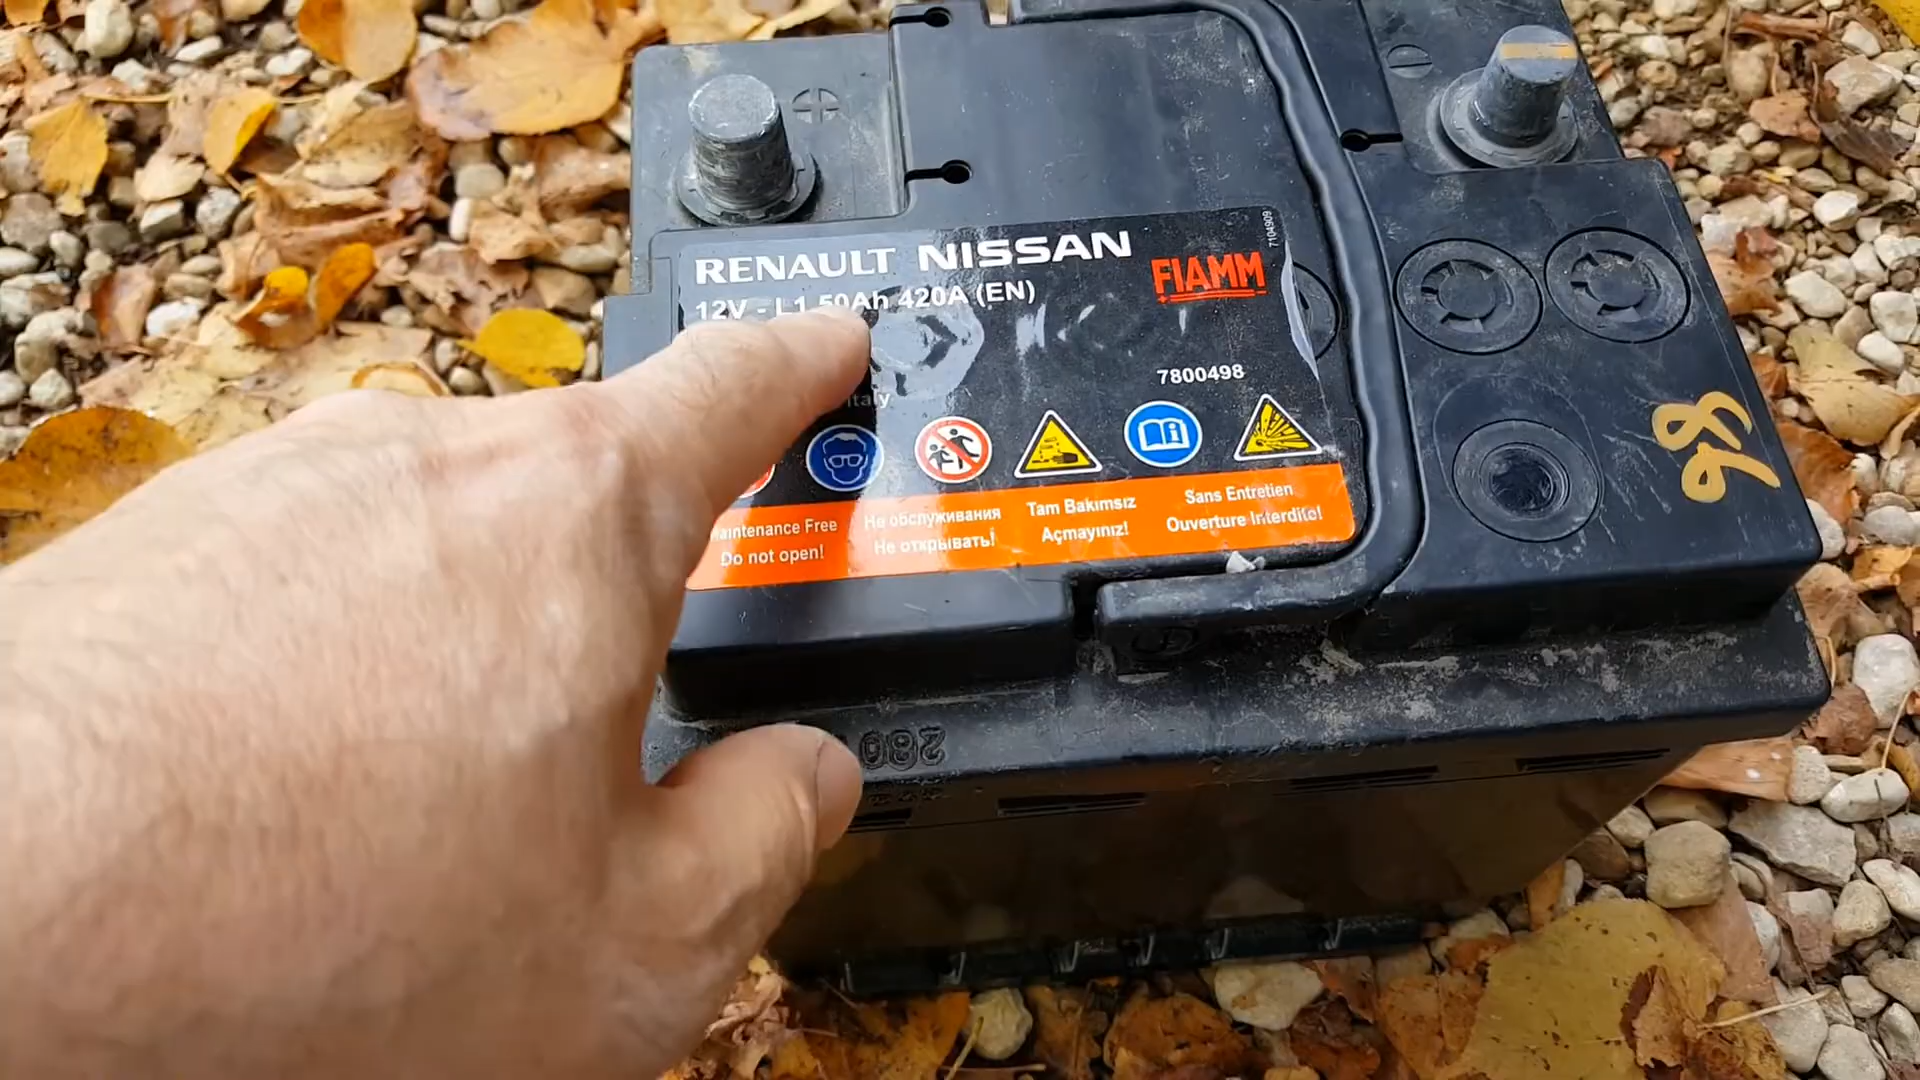 RENAULT NISSAN
FIAMM
7104909
12V - L1 50Ah 420A (EN)
7800498
Italy
Maintenance Free
Do not open!
Не обслуживания
Не открывать!
Tam Bakımsız
Açmayınız!
Sans Entretien
Ouverture Interdite!
86
280